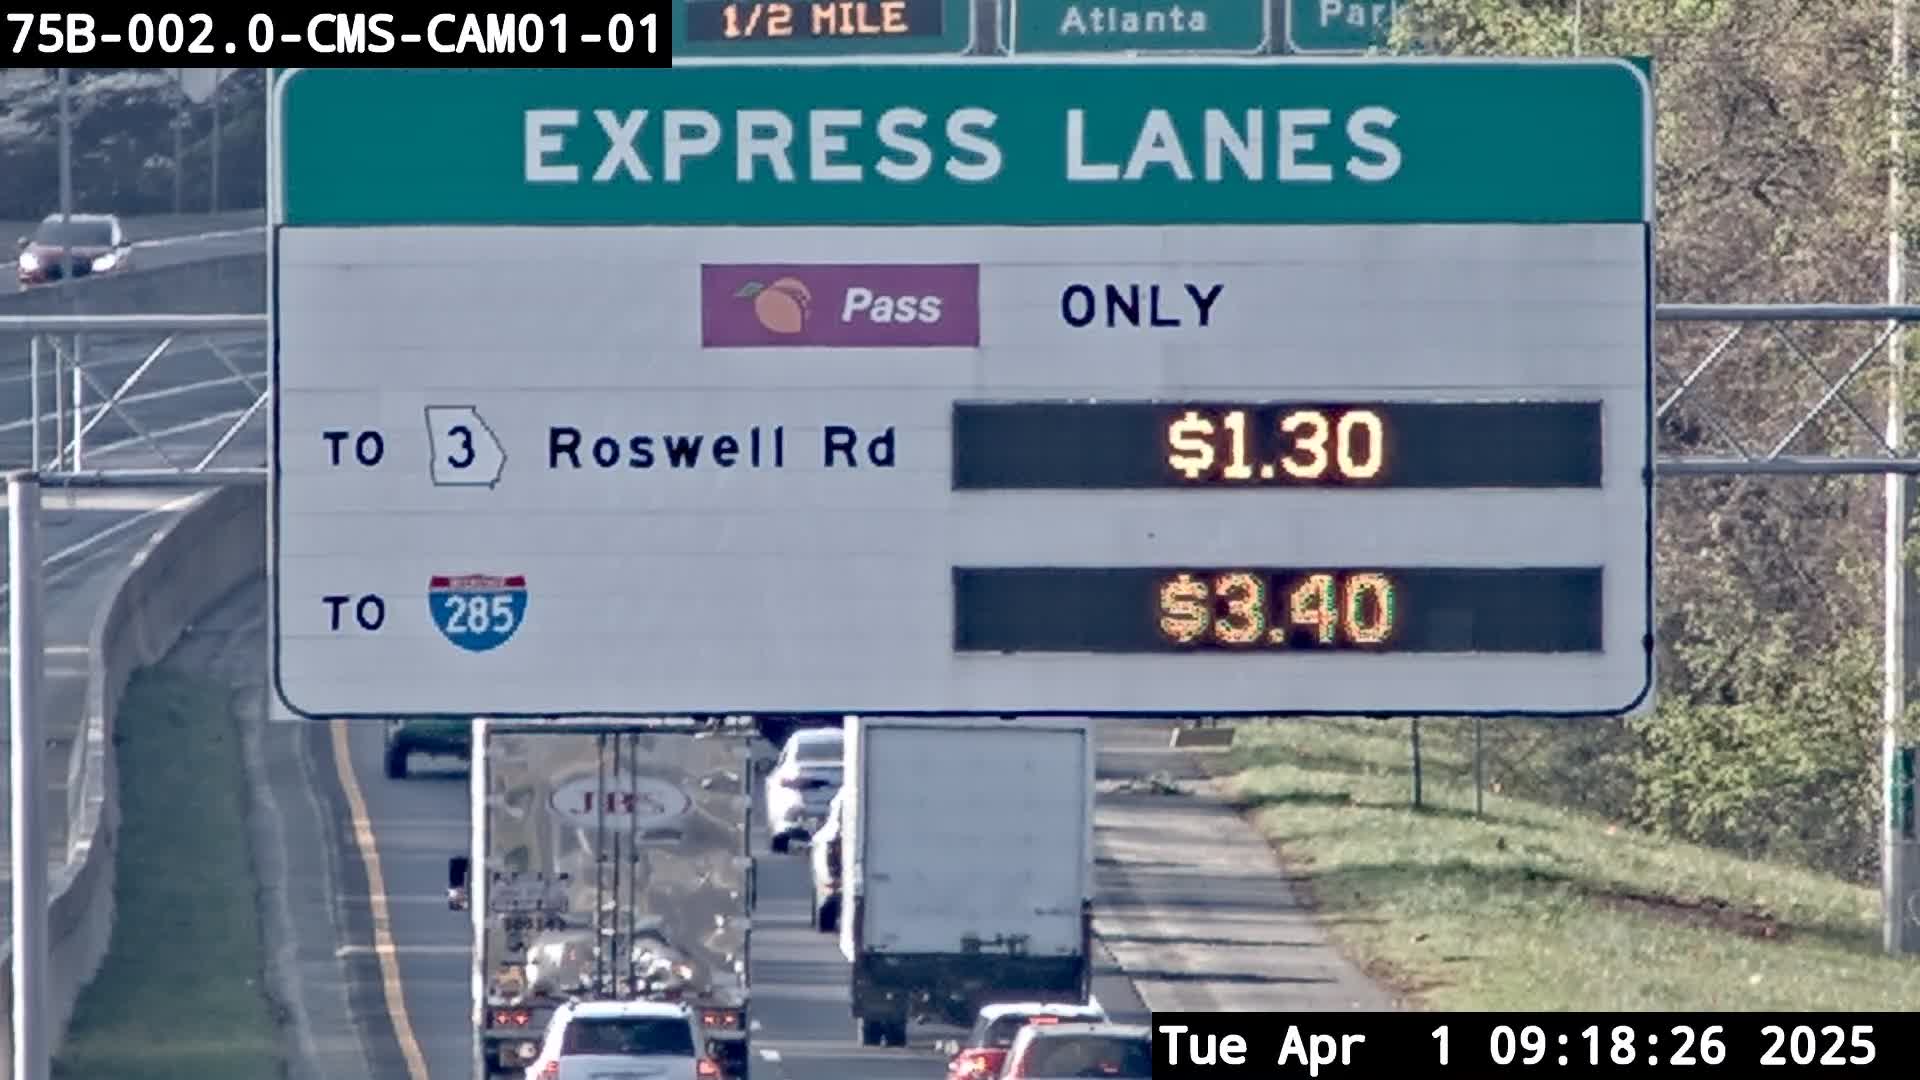 75B-002.0-CMS-CAM01-01
1/2 MILE
Atlanta
EXPRESS LANES
Pass ONLY
TO 3 Roswell Rd $1.30
TO 285 $3.40
JBS
Tue Apr 1 09:18:26 2025